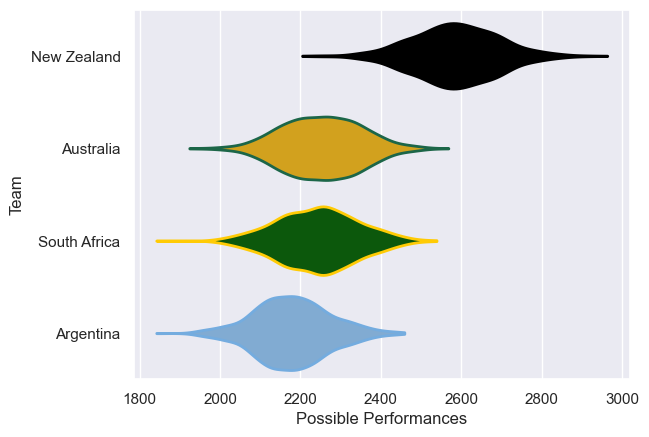 New Zealand
Australia
South Africa
Argentina
Team
1800 2000 2200 2400 2600 2800 3000
Possible Performances